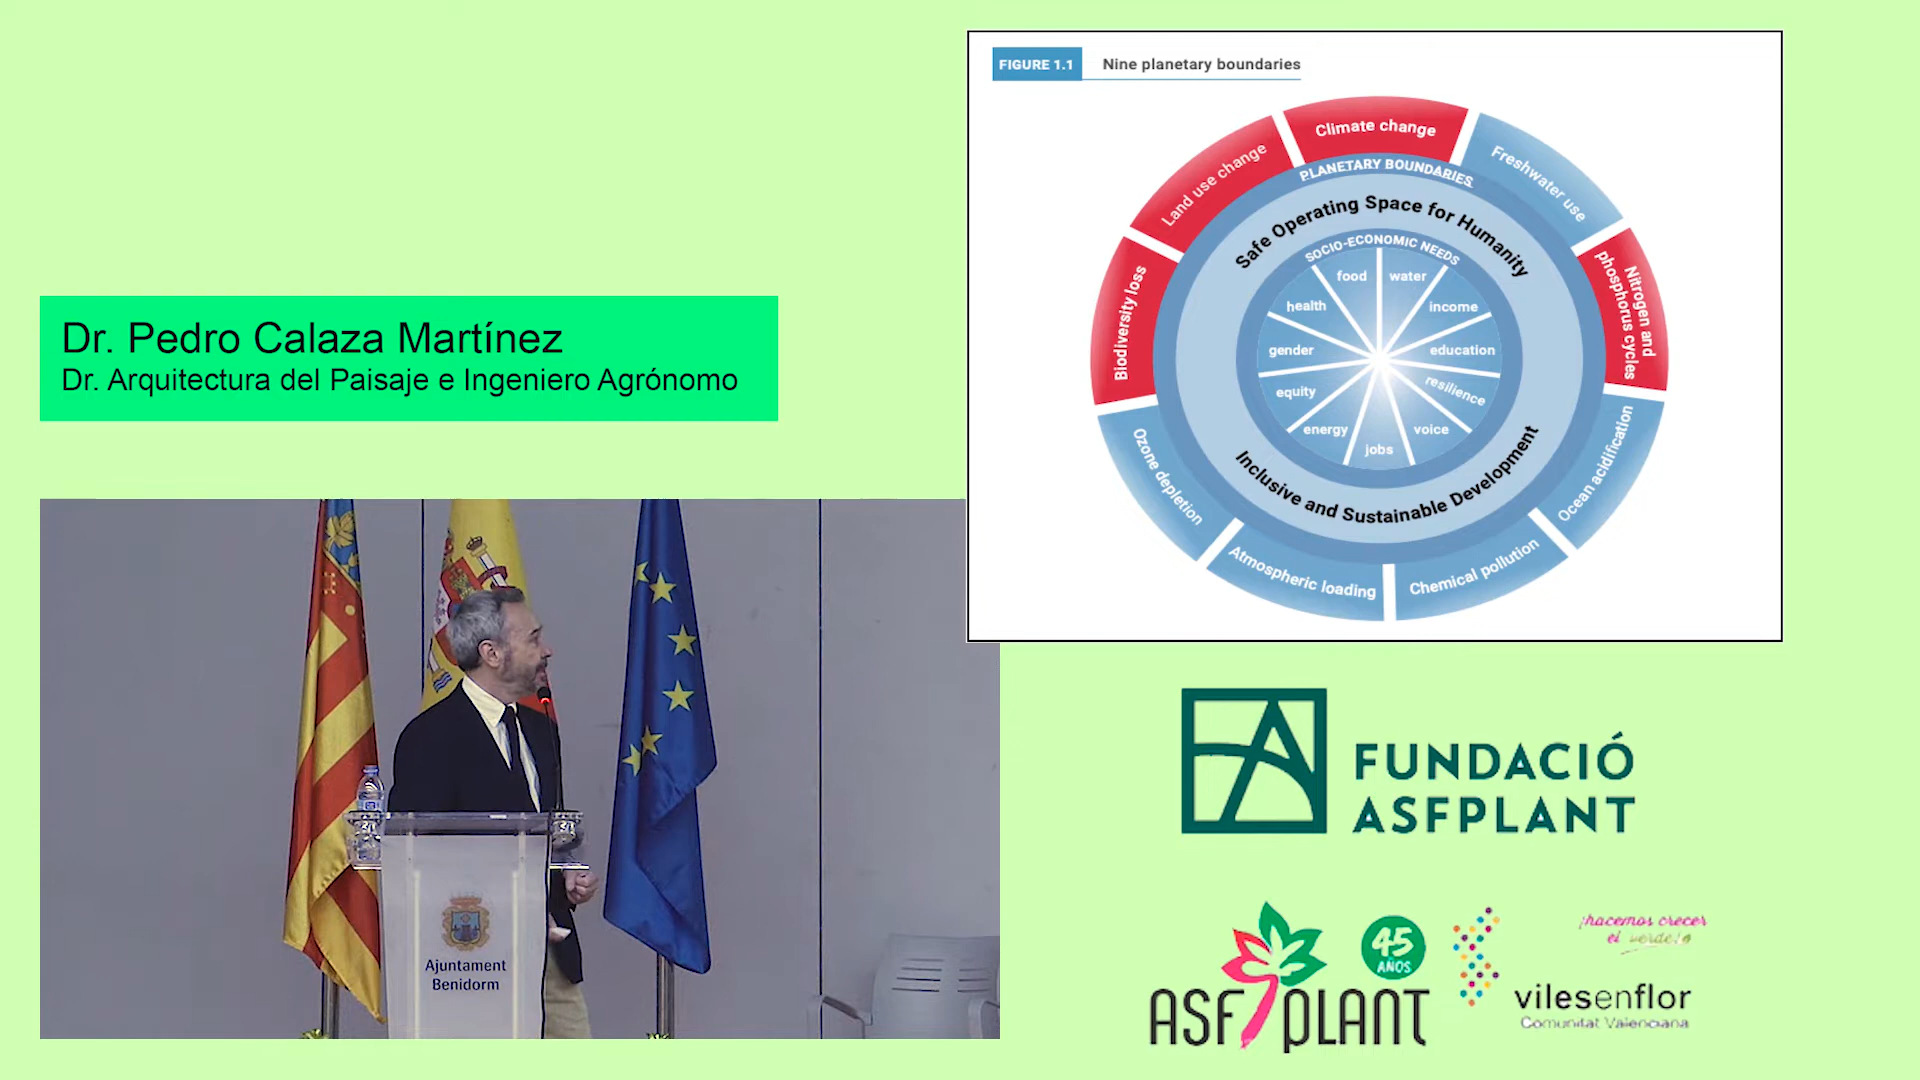 FIGURE 1.1 Nine planetary boundaries
Climate change
Freshwater use
Nitrogen and
phosphorus cycles
Ocean acidification
Chemical pollution
Atmospheric loading
Ozone depletion
Biodiversity loss
Land use change
PLANETARY BOUNDARIES
Safe Operating Space for Humanity
SOCIO-ECONOMIC NEEDS
food
water
income
education
resilience
voice
jobs
energy
equity
gender
health
Inclusive and Sustainable Development
Dr. Pedro Calaza Martínez
Dr. Arquitectura del Paisaje e Ingeniero Agrónomo
Ajuntament
Benidorm
FUNDACIÓ
ASFPLANT
ASFPLANT
45
AÑOS
¡hacemos crecer
el verde!
vilesenflor
Comunitat Valenciana